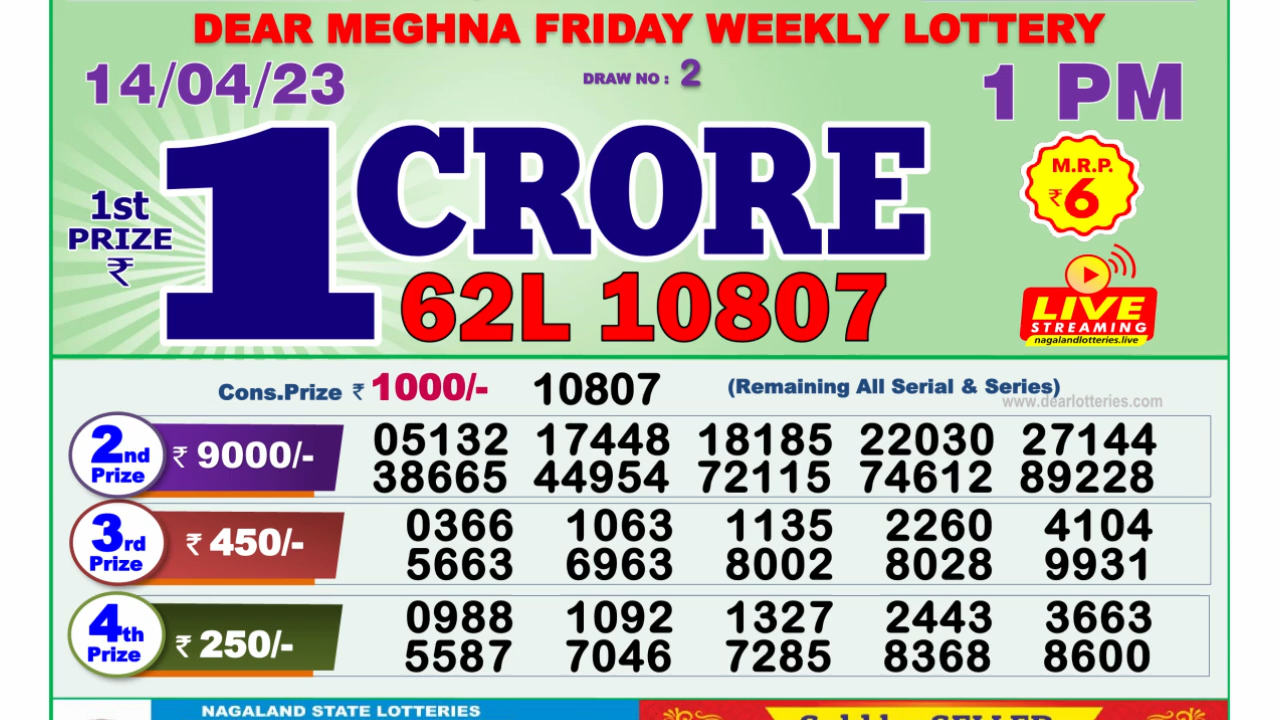 DEAR MEGHNA FRIDAY WEEKLY LOTTERY
14/04/23
DRAW NO : 2
1 PM
1st
PRIZE
₹
1 CRORE
62L 10807
M.R.P.
₹6
LIVE
STREAMING
nagalandlotteries.live
Cons.Prize ₹ 1000/- 10807 (Remaining All Serial & Series)
www.dearlotteries.com
2nd Prize ₹ 9000/-
05132 17448 18185 22030 27144
38665 44954 72115 74612 89228
3rd Prize ₹ 450/-
0366 1063 1135 2260 4104
5663 6963 8002 8028 9931
4th Prize ₹ 250/-
0988 1092 1327 2443 3663
5587 7046 7285 8368 8600
NAGALAND STATE LOTTERIES